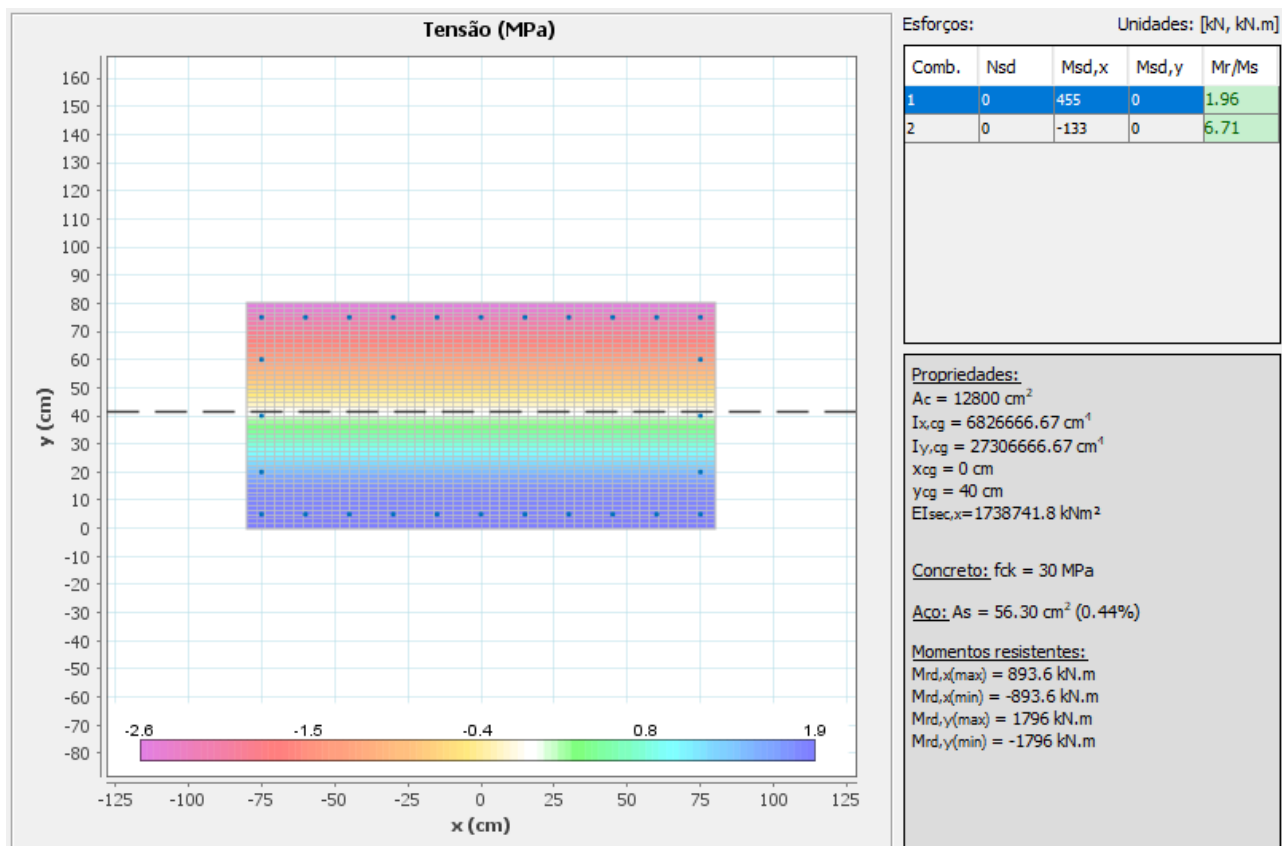 Tensão (MPa)
160
150
140
130
120
110
100
90
80
70
60
50
40
30
20
10
0
-10
-20
-30
-40
-50
-60
-70
-80
y (cm)
-2.6 -1.5 -0.4 0.8 1.9
-125 -100 -75 -50 -25 0 25 50 75 100 125
x (cm)
Esforços: Unidades: [kN, kN.m]
Comb. Nsd Msd,x Msd,y Mr/Ms
1 0 455 0 1.96
2 0 -133 0 6.71
Propriedades:
Ac = 12800 cm²
Ix,cg = 6826666.67 cm⁴
Iy,cg = 27306666.67 cm⁴
xcg = 0 cm
ycg = 40 cm
EIsec,x=1738741.8 kNm²
Concreto: fck = 30 MPa
Aço: As = 56.30 cm² (0.44%)
Momentos resistentes:
Mrd,x(max) = 893.6 kN.m
Mrd,x(min) = -893.6 kN.m
Mrd,y(max) = 1796 kN.m
Mrd,y(min) = -1796 kN.m